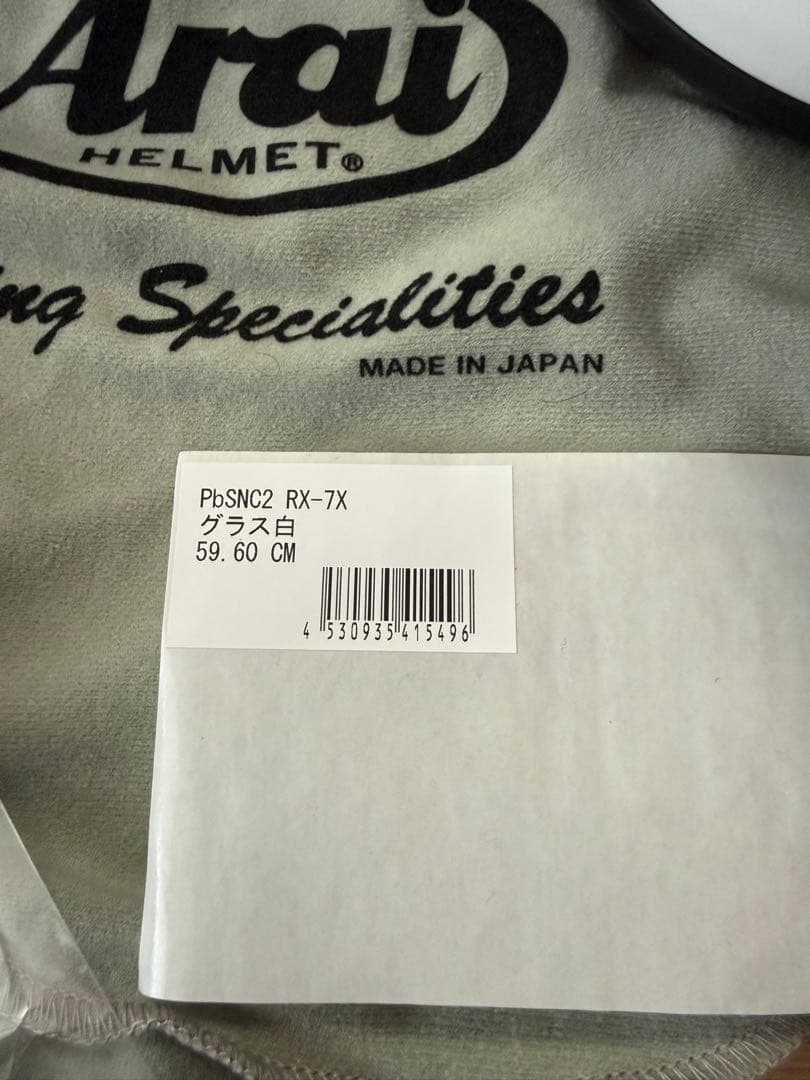 Arai
HELMET®
ng Specialities
MADE IN JAPAN
PbSNC2 RX-7X
グラス白
59.60 CM
4 530935 415496